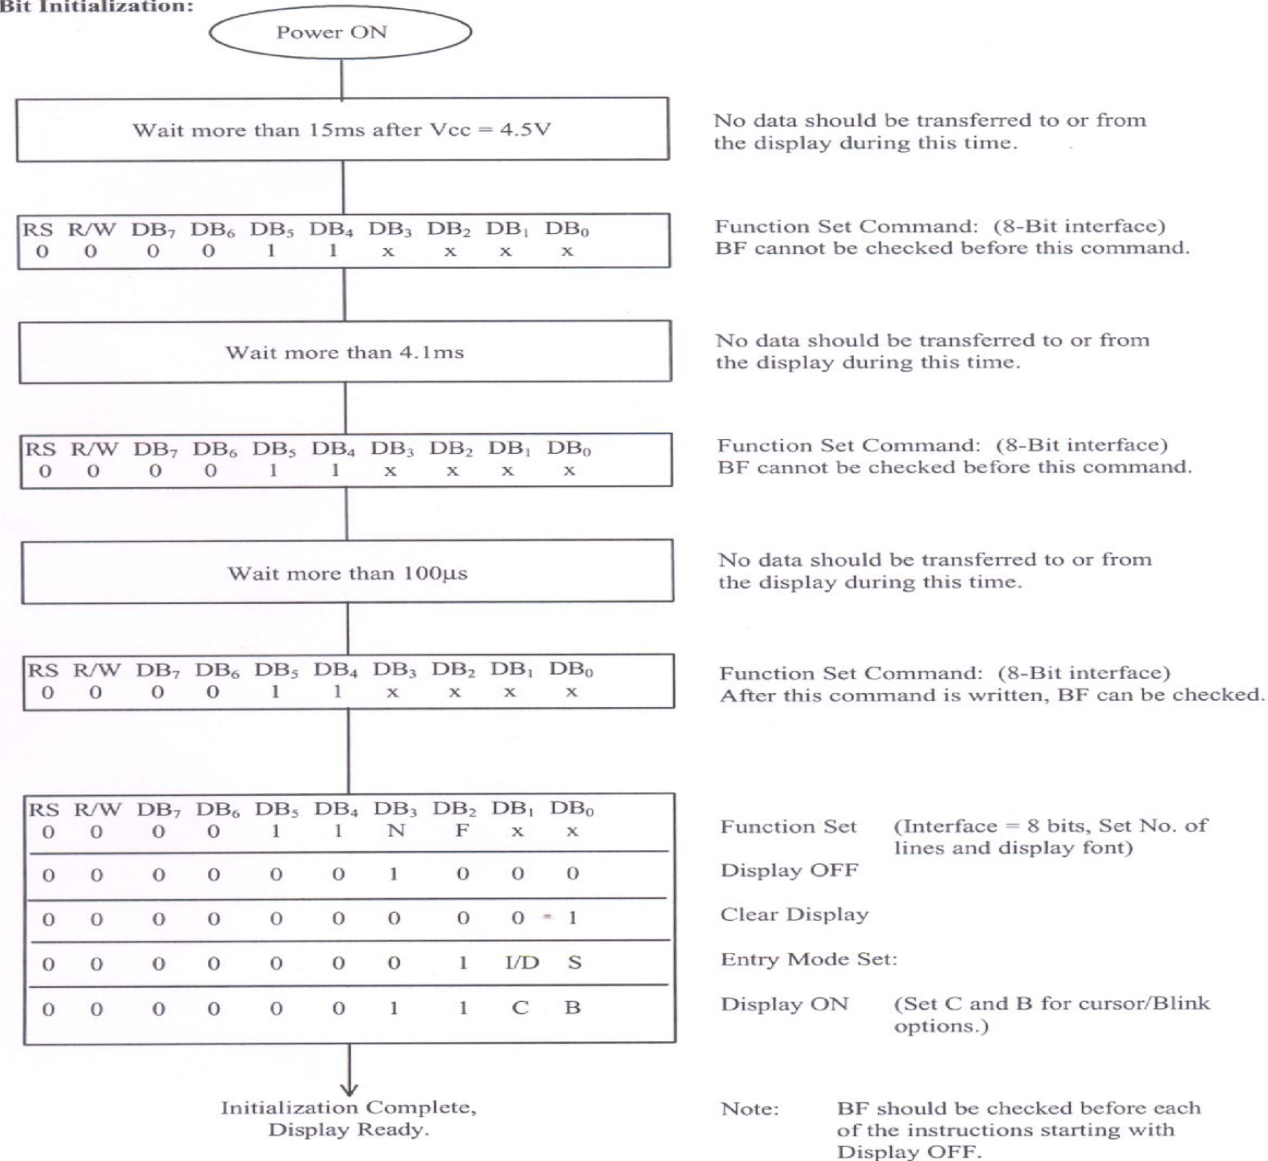 Bit Initialization:
Power ON
Wait more than 15ms after Vcc = 4.5V
No data should be transferred to or from
the display during this time.
RS R/W DB₇ DB₆ DB₅ DB₄ DB₃ DB₂ DB₁ DB₀
0 0 0 0 1 1 x x x x
Function Set Command: (8-Bit interface)
BF cannot be checked before this command.
Wait more than 4.1ms
No data should be transferred to or from
the display during this time.
RS R/W DB₇ DB₆ DB₅ DB₄ DB₃ DB₂ DB₁ DB₀
0 0 0 0 1 1 x x x x
Function Set Command: (8-Bit interface)
BF cannot be checked before this command.
Wait more than 100µs
No data should be transferred to or from
the display during this time.
RS R/W DB₇ DB₆ DB₅ DB₄ DB₃ DB₂ DB₁ DB₀
0 0 0 0 1 1 x x x x
Function Set Command: (8-Bit interface)
After this command is written, BF can be checked.
RS R/W DB₇ DB₆ DB₅ DB₄ DB₃ DB₂ DB₁ DB₀
0 0 0 0 1 1 N F x x
Function Set (Interface = 8 bits, Set No. of
lines and display font)
0 0 0 0 0 0 1 0 0 0
Display OFF
0 0 0 0 0 0 0 0 0 1
Clear Display
0 0 0 0 0 0 0 1 I/D S
Entry Mode Set:
0 0 0 0 0 0 1 1 C B
Display ON (Set C and B for cursor/Blink
options.)
Initialization Complete,
Display Ready.
Note: BF should be checked before each
of the instructions starting with
Display OFF.